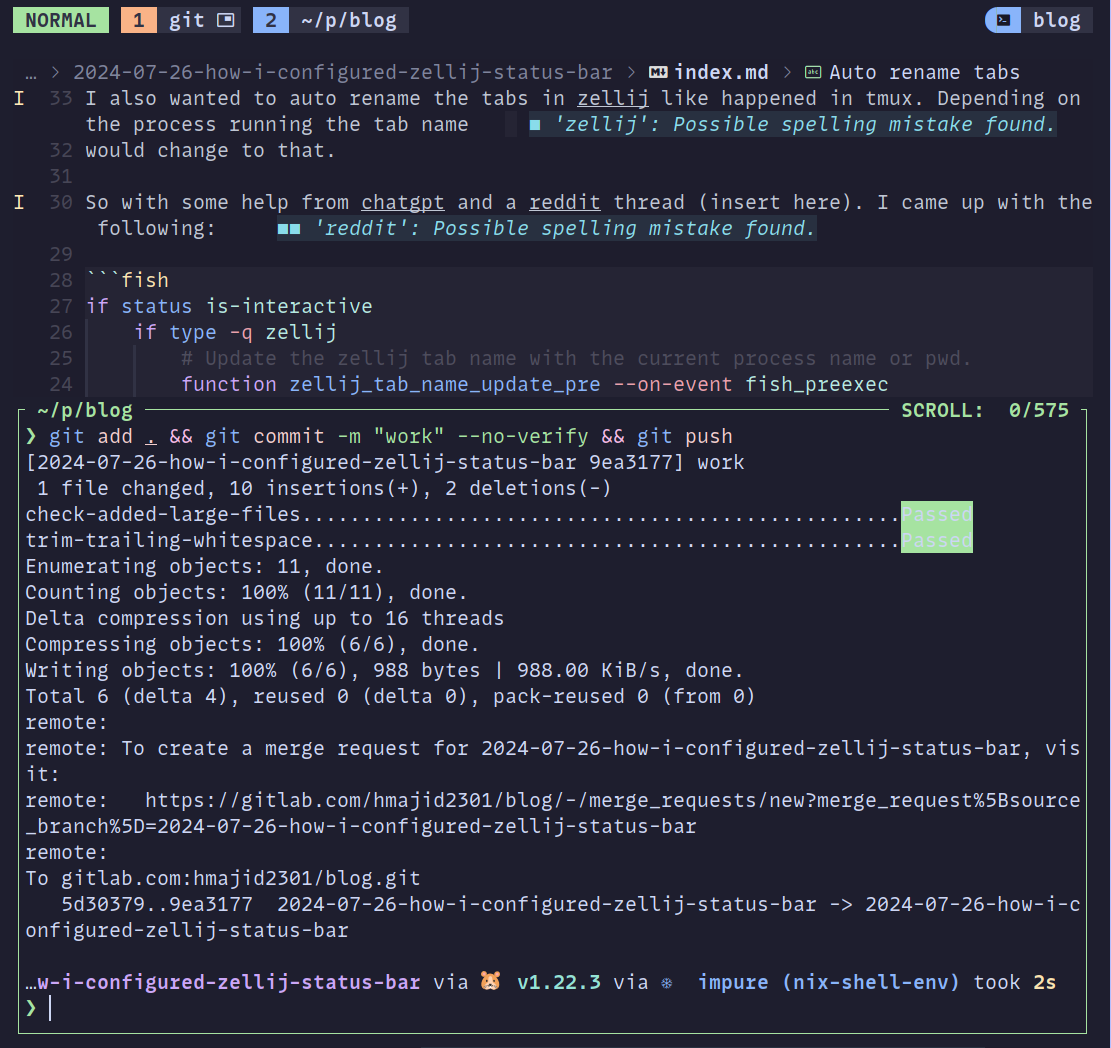 NORMAL 1 git 2 ~/p/blog blog
… > 2024-07-26-how-i-configured-zellij-status-bar > index.md > abc Auto rename tabs
I 33 I also wanted to auto rename the tabs in zellij like happened in tmux. Depending on
the process running the tab name ■ 'zellij': Possible spelling mistake found.
32 would change to that.
31
I 30 So with some help from chatgpt and a reddit thread (insert here). I came up with the
following: ■■ 'reddit': Possible spelling mistake found.
29
28 ```fish
27 if status is-interactive
26 if type -q zellij
25 # Update the zellij tab name with the current process name or pwd.
24 function zellij_tab_name_update_pre --on-event fish_preexec
~/p/blog SCROLL: 0/575
❯ git add . && git commit -m "work" --no-verify && git push
[2024-07-26-how-i-configured-zellij-status-bar 9ea3177] work
1 file changed, 10 insertions(+), 2 deletions(-)
check-added-large-files..................................................Passed
trim-trailing-whitespace.................................................Passed
Enumerating objects: 11, done.
Counting objects: 100% (11/11), done.
Delta compression using up to 16 threads
Compressing objects: 100% (6/6), done.
Writing objects: 100% (6/6), 988 bytes | 988.00 KiB/s, done.
Total 6 (delta 4), reused 0 (delta 0), pack-reused 0 (from 0)
remote:
remote: To create a merge request for 2024-07-26-how-i-configured-zellij-status-bar, vis
it:
remote: https://gitlab.com/hmajid2301/blog/-/merge_requests/new?merge_request%5Bsource
_branch%5D=2024-07-26-how-i-configured-zellij-status-bar
remote:
To gitlab.com:hmajid2301/blog.git
5d30379..9ea3177 2024-07-26-how-i-configured-zellij-status-bar -> 2024-07-26-how-i-c
onfigured-zellij-status-bar
…w-i-configured-zellij-status-bar via 🐹 v1.22.3 via ❄ impure (nix-shell-env) took 2s
❯